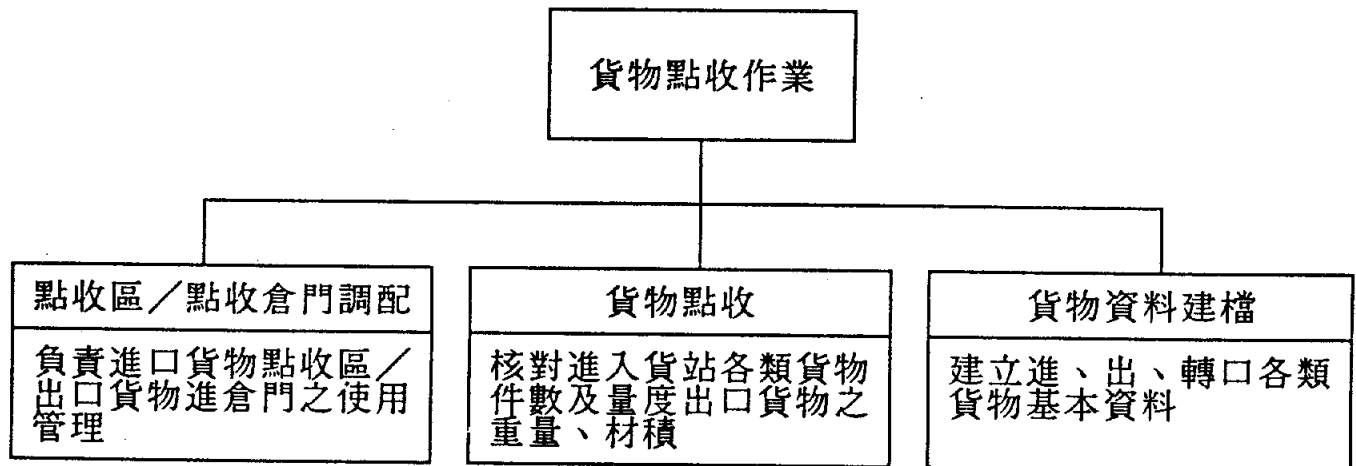 貨物點收作業
點收區／點收倉門調配
負責進口貨物點收區／
出口貨物進倉門之使用
管理
貨物點收
核對進入貨站各類貨物
件數及量度出口貨物之
重量、材積
貨物資料建檔
建立進、出、轉口各類
貨物基本資料